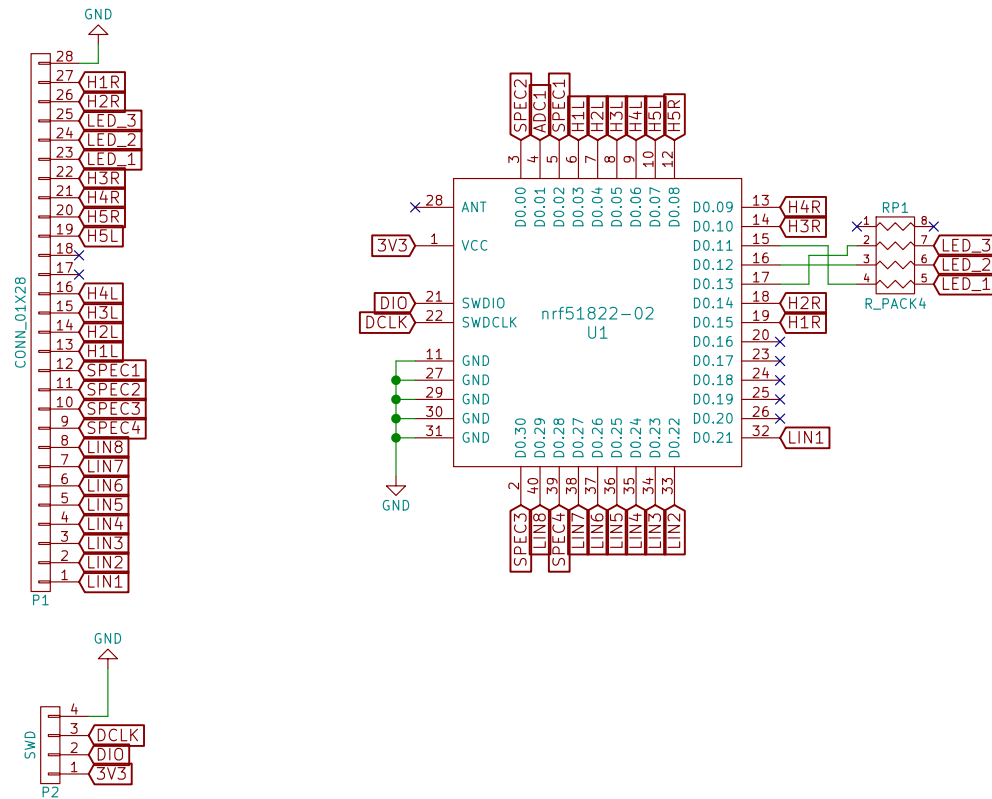 GND
28
27 H1R
26 H2R
25 LED_3
24 LED_2
23 LED_1
22 H3R
21 H4R
20 H5R
19 H5L
18
17
16 H4L
15 H3L
14 H2L
13 H1L
12 SPEC1
11 SPEC2
10 SPEC3
9 SPEC4
8 LIN8
7 LIN7
6 LIN6
5 LIN5
4 LIN4
3 LIN3
2 LIN2
1 LIN1
CONN_01X28
P1
GND
4
3 DCLK
2 DIO
1 3V3
SWD
P2
SPEC2 3 D0.00
ADC1 4 D0.01
SPEC1 5 D0.02
H1L 6 D0.03
H2L 7 D0.04
H3L 8 D0.05
H4L 9 D0.06
H5L 10 D0.07
H5R 12 D0.08
28 ANT
3V3 1 VCC
DIO 21 SWDIO
DCLK 22 SWDCLK
11 GND
27 GND
29 GND
30 GND
31 GND
GND
nrf51822-02
U1
D0.09 13 H4R
D0.10 14 H3R
D0.11 15
D0.12 16
D0.13 17
D0.14 18 H2R
D0.15 19 H1R
D0.16 20
D0.17 23
D0.18 24
D0.19 25
D0.20 26
D0.21 32 LIN1
D0.30 2 SPEC3
D0.29 40 LIN8
D0.28 39 SPEC4
D0.27 38 LIN7
D0.26 37 LIN6
D0.25 36 LIN5
D0.24 35 LIN4
D0.23 34 LIN3
D0.22 33 LIN2
RP1
1 8
2 7 LED_3
3 6 LED_2
4 5 LED_1
R_PACK4